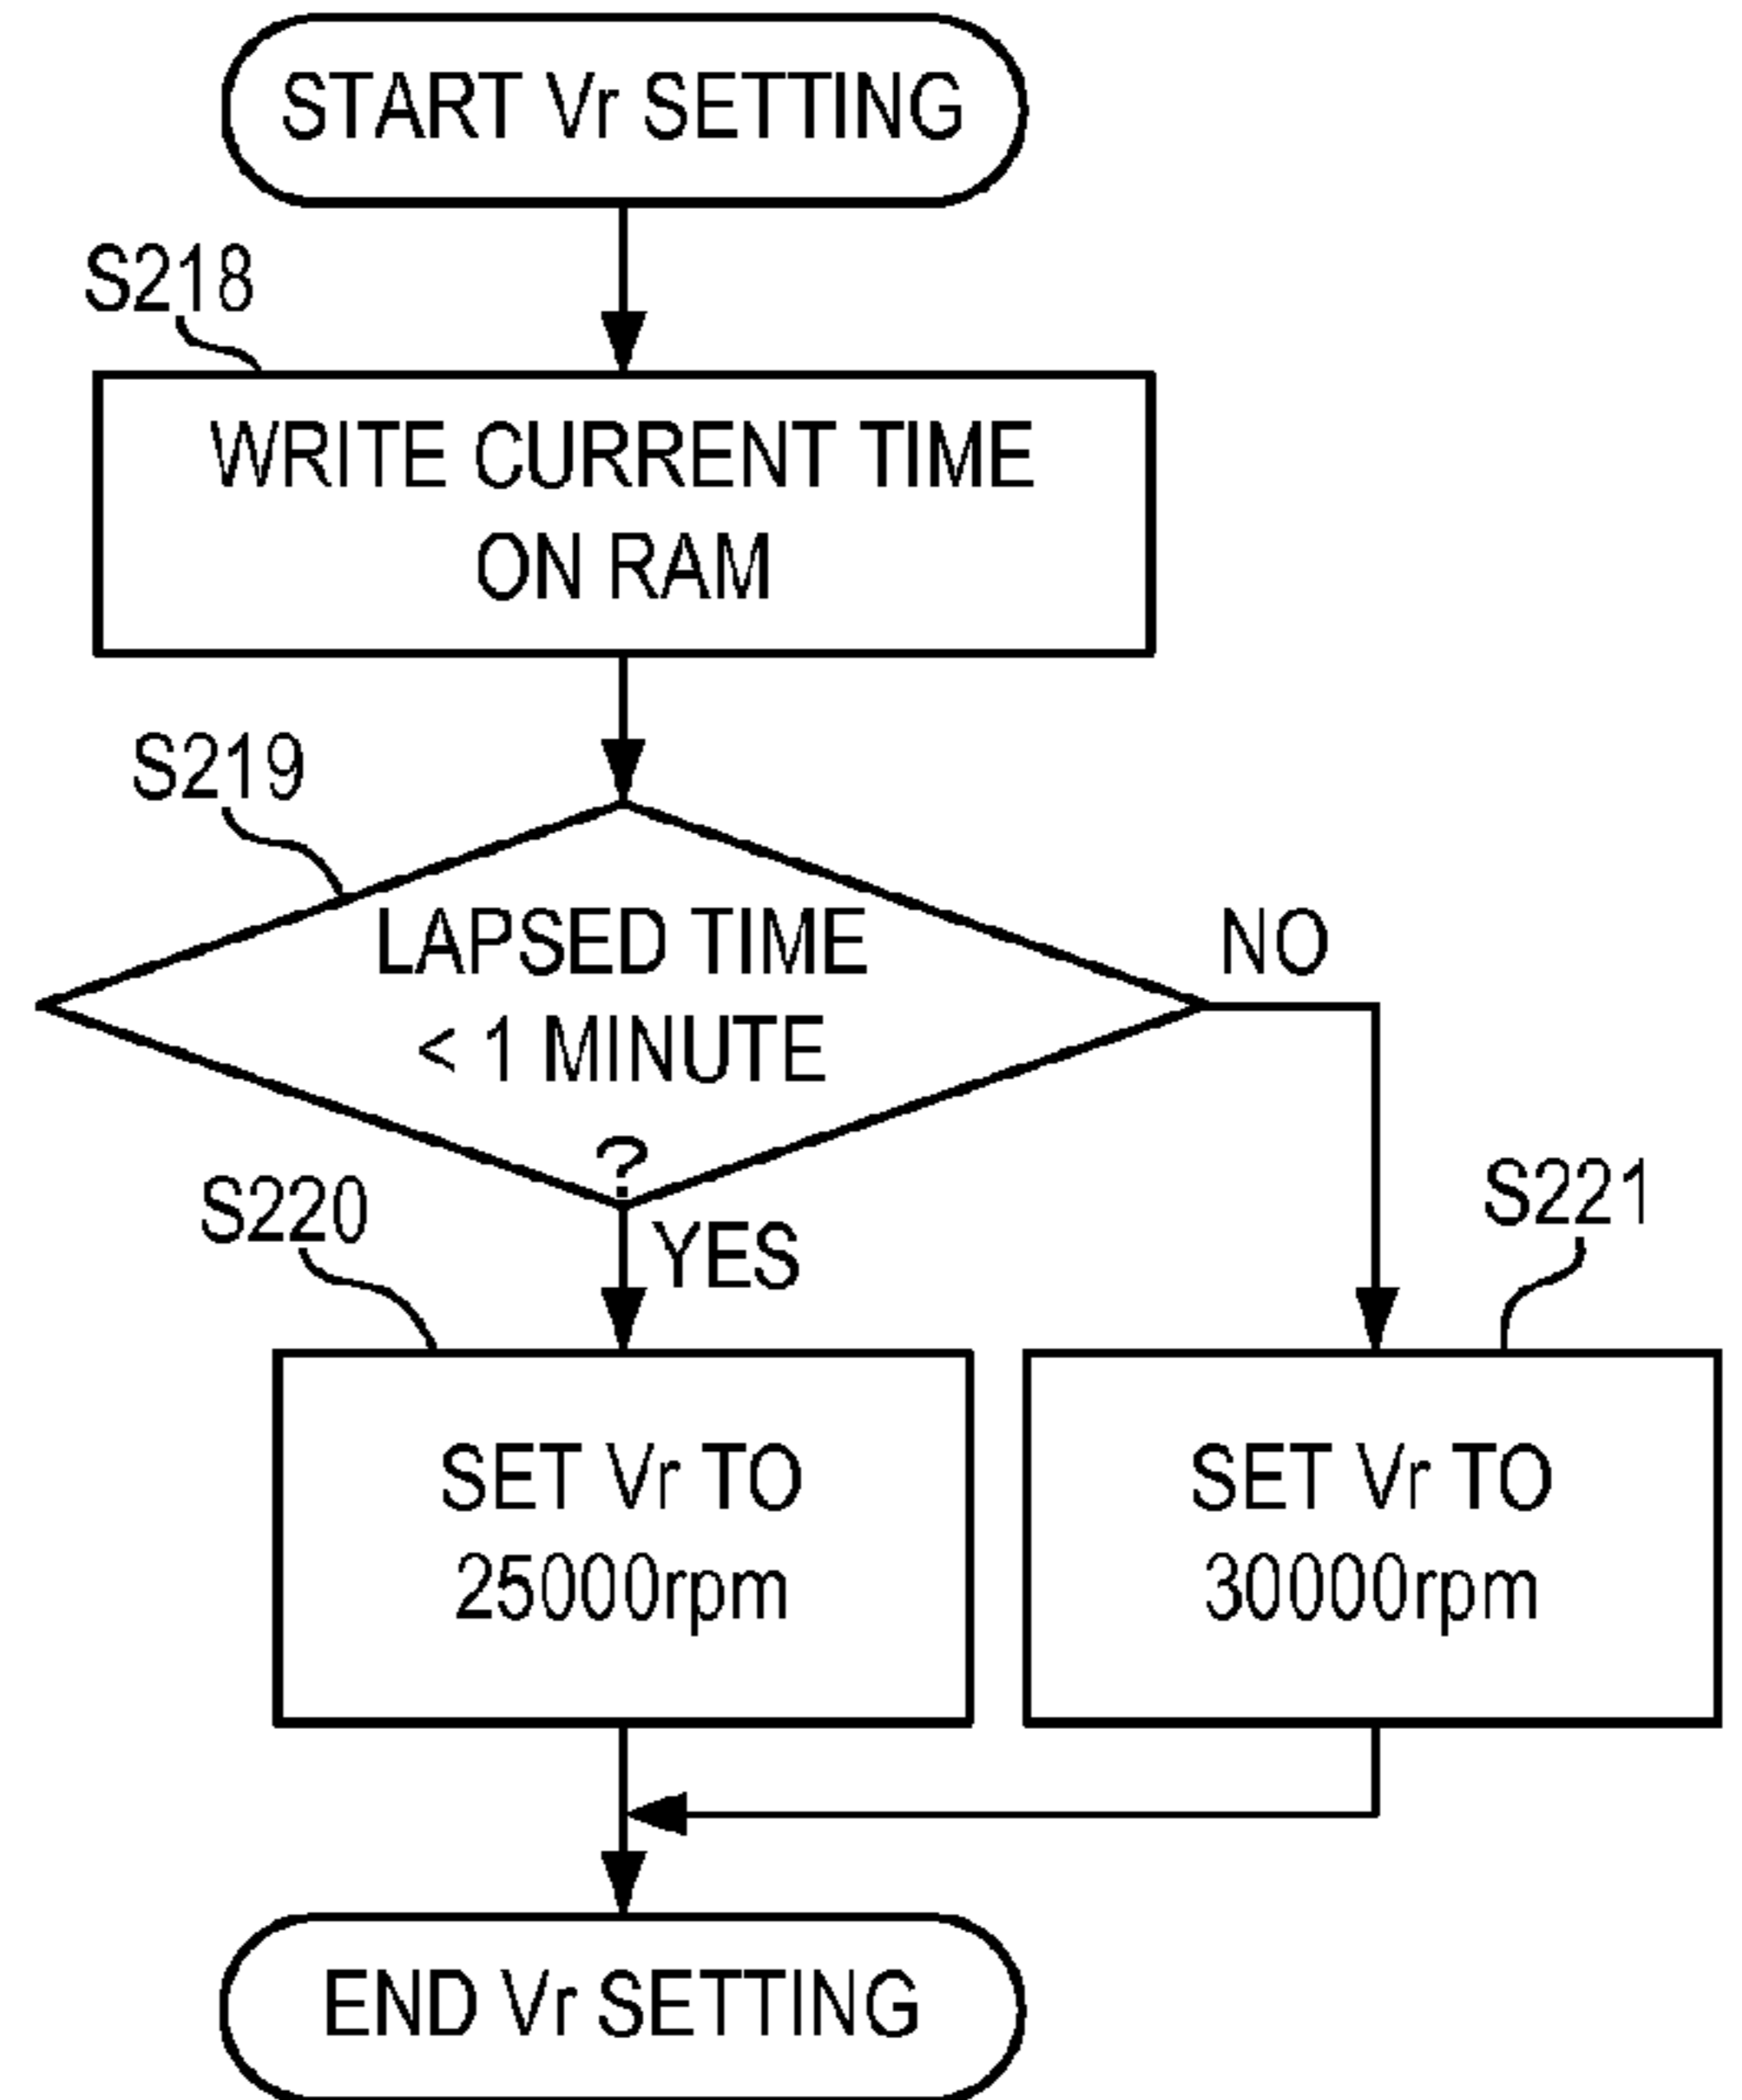 START Vr SETTING
S218
WRITE CURRENT TIME
ON RAM
S219
LAPSED TIME
< 1 MINUTE
?
NO
YES
S220
S221
SET Vr TO
25000rpm
SET Vr TO
30000rpm
END Vr SETTING